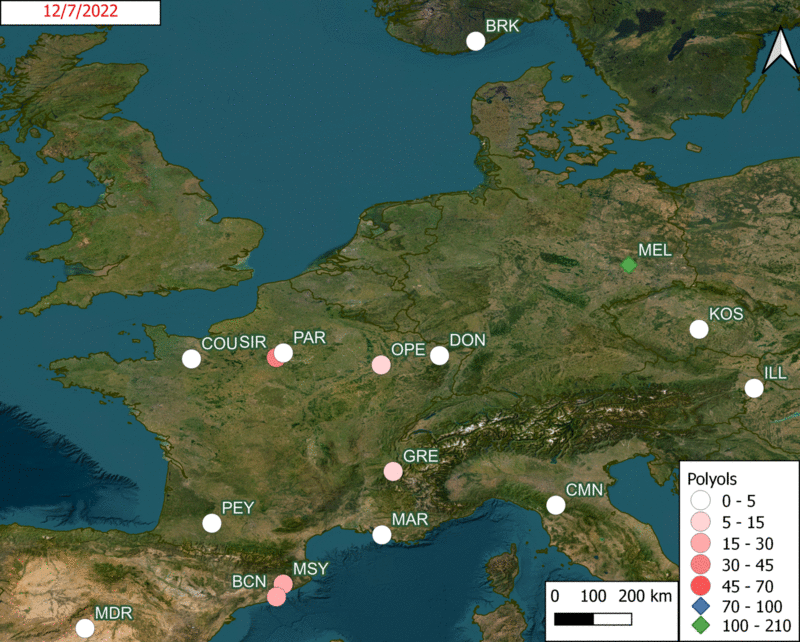 12/7/2022
BRK
MEL
KOS
COU
SIR
PAR
OPE
DON
ILL
GRE
CMN
PEY
MAR
MSY
BCN
MDR
Polyols
0 - 5
5 - 15
15 - 30
30 - 45
45 - 70
70 - 100
100 - 210
0 100 200 km